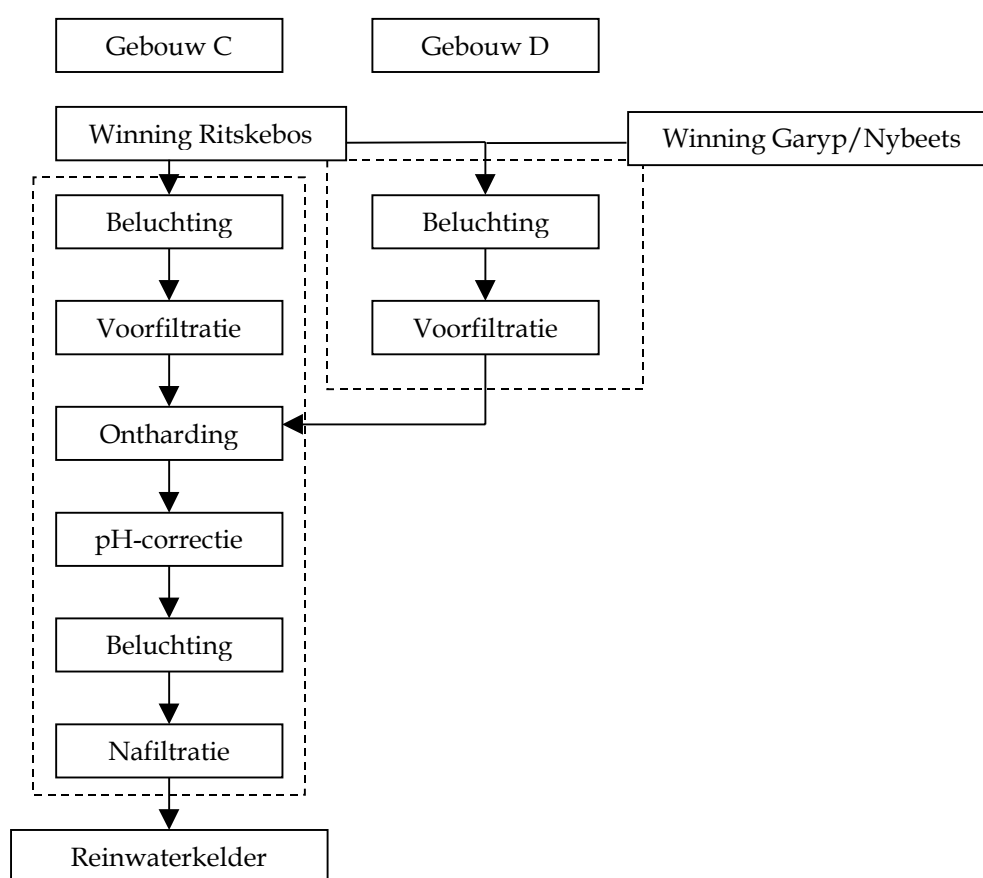 Gebouw C
Gebouw D
Winning Ritskebos
Winning Garyp/Nybeets
Beluchting
Beluchting
Voorfiltratie
Voorfiltratie
Ontharding
pH-correctie
Beluchting
Nafiltratie
Reinwaterkelder